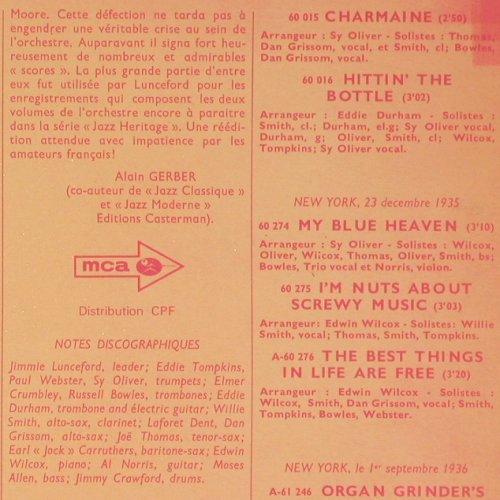 Moore. Cette défection ne tarda pas à
engendrer une véritable crise au sein de
l'orchestre. Auparavant il signa fort heu-
reusement de nombreux et admirables
« scores ». La plus grande partie d'entre
eux fut utilisée par Lunceford pour les
enregistrements qui composent les deux
volumes de l'orchestre encore à paraitre
dans la série « Jazz Heritage ». Une réédi-
tion attendue avec impatience par les
amateurs français!
Alain GERBER
(co-auteur de « Jazz Classique »
et « Jazz Moderne »
Editions Casterman).
mca
Distribution CPF
NOTES DISCOGRAPHIQUES
Jimmie Lunceford, leader; Eddie Tompkins,
Paul Webster, Sy Oliver, trumpets; Elmer
Crumbley, Russell Bowles, trombones; Eddie
Durham, trombone and électric guitar; Willie
Smith, alto-sax, clarinet; Laforet Dent, Dan
Grissom, alto-sax; Joë Thomas, tenor-sax;
Earl « Jock » Carruthers, baritone-sax; Edwin
Wilcox, piano; Al Norris, guitar; Moses
Allen, bass; Jimmy Crawford, drums.
60 015 CHARMAINE (2'50)
Arrangeur : Sy Oliver - Solistes : Thomas,
Dan Grissom, vocal, et Smith, cl; Bowles,
Dan Grissom, vocal.
60 016 HITTIN' THE
BOTTLE (3'02)
Arrangeur : Eddie Durham - Solistes :
Smith, cl.; Durham, el.g; Sy Oliver vocal,
Durham, g; Oliver, Smith, cl; Wilcox,
Tompkins; Sy Oliver vocal.
NEW YORK, 23 decembre 1935
60 274 MY BLUE HEAVEN (3'10)
Arrangeur : Sy Oliver - Solistes : Wilcox,
Oliver, Wilcox, Thomas, Oliver, Smith, bs;
Bowles, Trio vocal et Norris, violon.
60 275 I'M NUTS ABOUT
SCREWY MUSIC (3'03)
Arrangeur: Edwin Wilcox - Solistes: Willie
Smith, vocal; Thomas, Smith, Tompkins.
A-60 276 THE BEST THINGS
IN LIFE ARE FREE (3'20)
Arrangeur : Edwin Wilcox - Solistes :
Wilcox, Smith, Dan Grissom, vocal; Smith,
Tompkins, Bowles, Webster.
NEW YORK, le 1er septembre 1936
A-61 246 ORGAN GRINDER'S